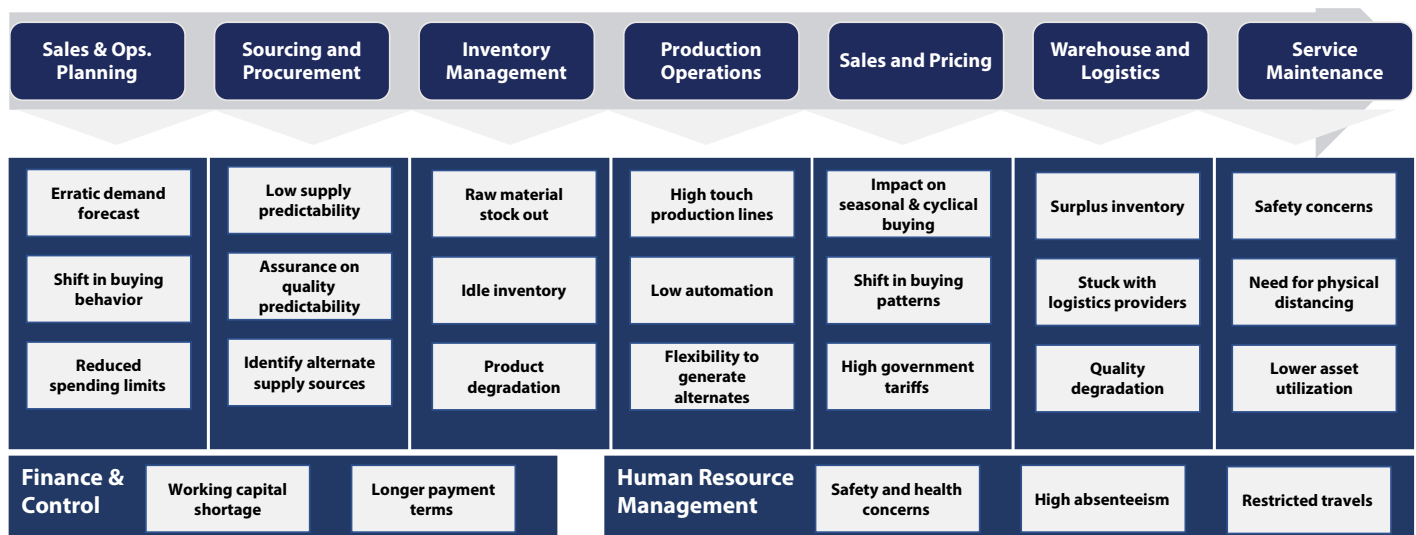 Sales & Ops.
Planning
Sourcing and
Procurement
Inventory
Management
Production
Operations
Sales and Pricing
Warehouse and
Logistics
Service
Maintenance
Erratic demand
forecast
Shift in buying
behavior
Reduced
spending limits
Low supply
predictability
Assurance on
quality
predictability
Identify alternate
supply sources
Raw material
stock out
Idle inventory
Product
degradation
High touch
production lines
Low automation
Flexibility to
generate
alternates
Impact on
seasonal & cyclical
buying
Shift in buying
patterns
High government
tariffs
Surplus inventory
Stuck with
logistics providers
Quality
degradation
Safety concerns
Need for physical
distancing
Lower asset
utilization
Finance &
Control
Working capital
shortage
Longer payment
terms
Human Resource
Management
Safety and health
concerns
High absenteeism
Restricted travels